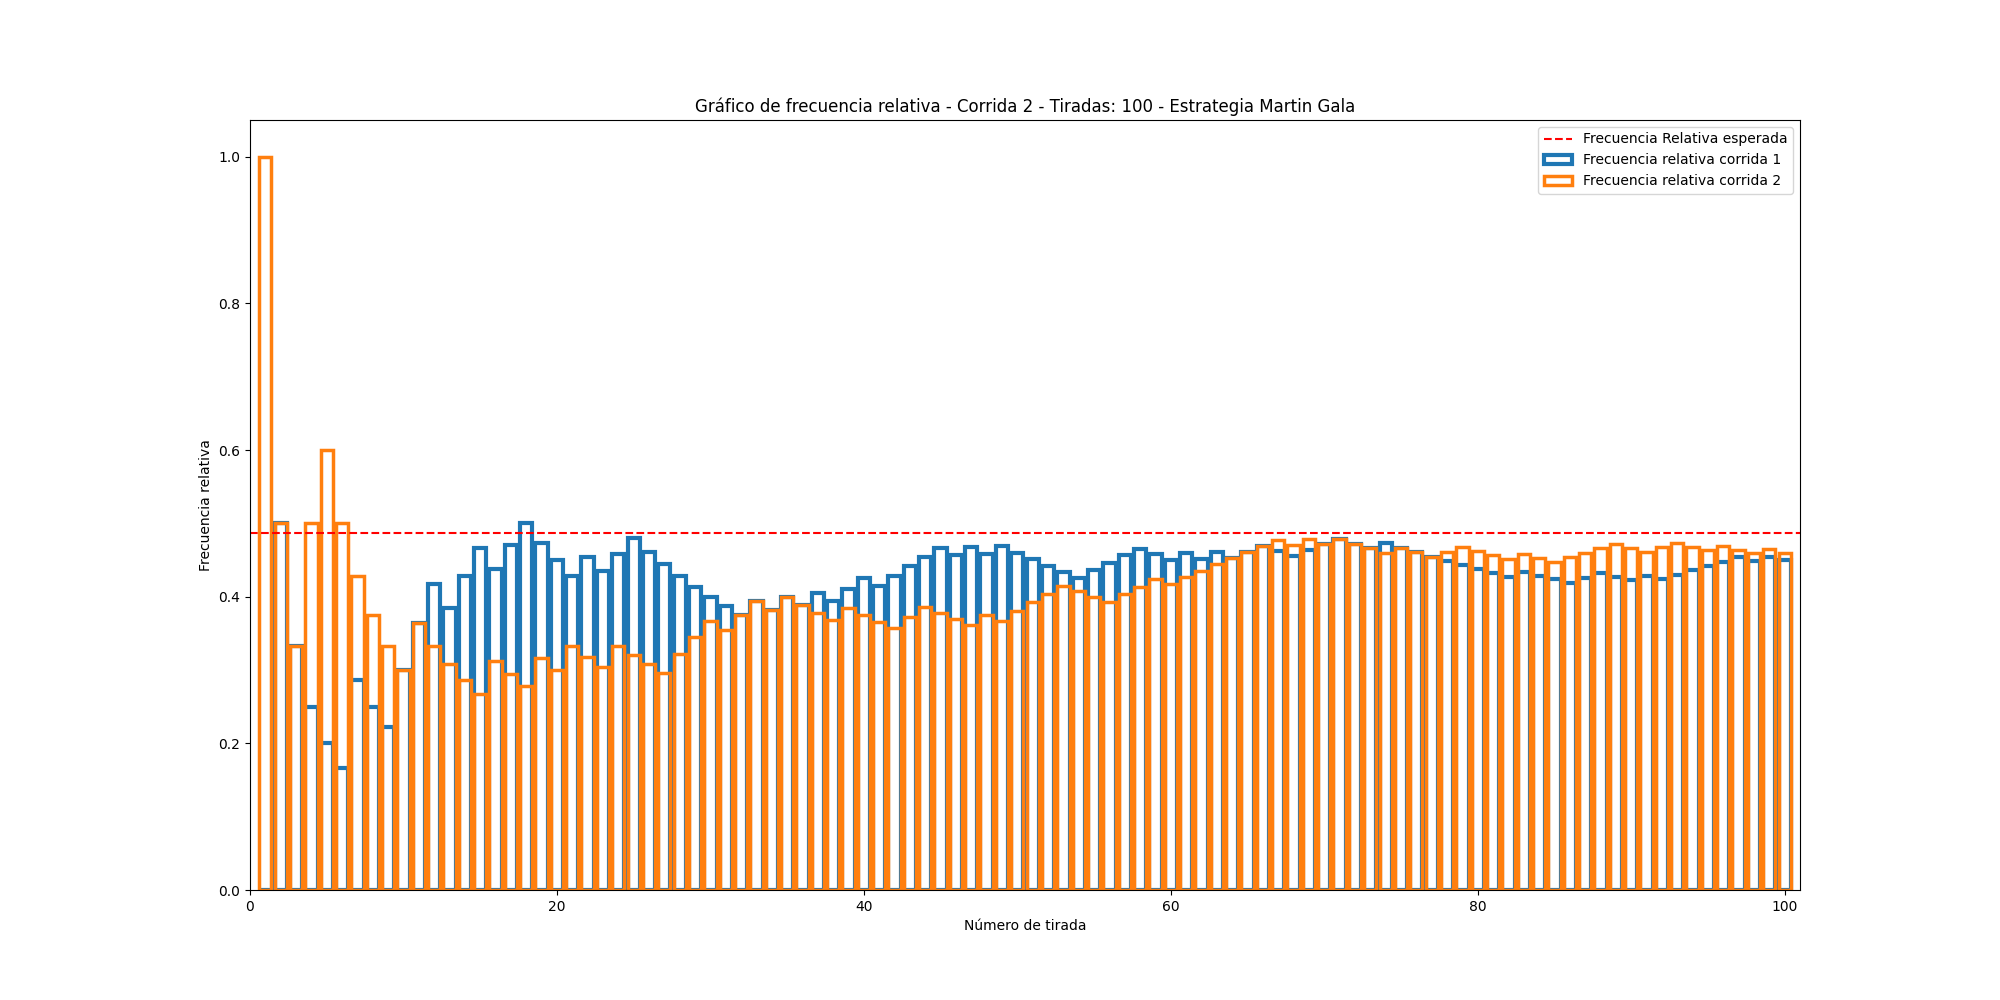 Gráfico de frecuencia relativa - Corrida 2 - Tiradas: 100 - Estrategia Martin Gala
Frecuencia Relativa esperada
Frecuencia relativa corrida 1
Frecuencia relativa corrida 2
Frecuencia relativa
1.0
0.8
0.6
0.4
0.2
0.0
0 20 40 60 80 100
Número de tirada